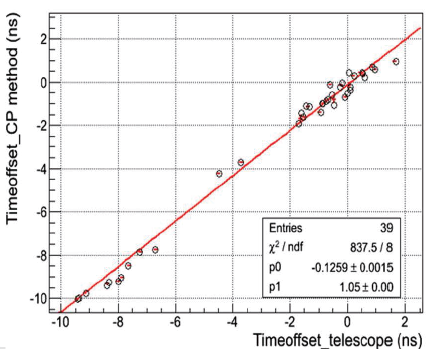 Timeoffset_CP method (ns)
2
0
-2
-4
-6
-8
-10
Entries 39
χ² / ndf 837.5 / 8
p0 -0.1259 ± 0.0015
p1 1.05 ± 0.00
-10 -8 -6 -4 -2 0 2
Timeoffset_telescope (ns)